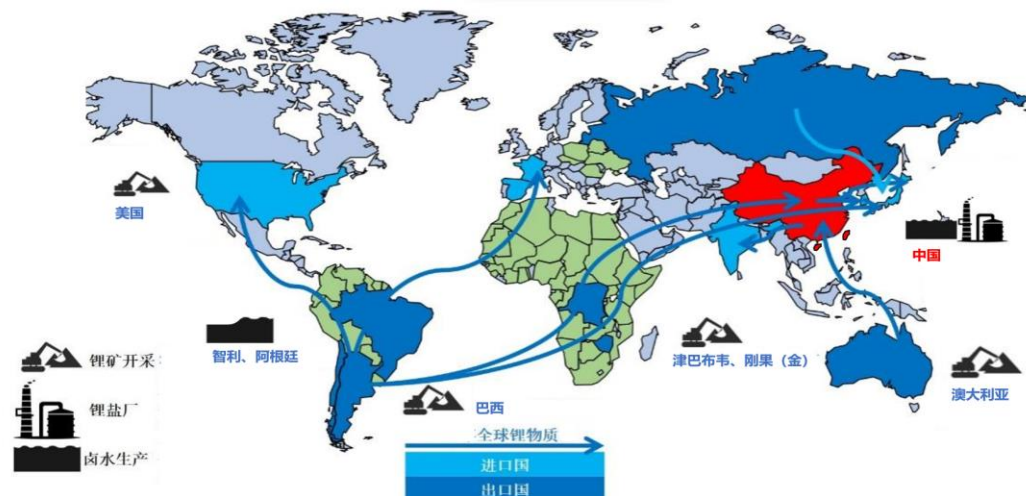 美国
中国
智利、阿根廷
津巴布韦、刚果（金）
锂矿开采
澳大利亚
巴西
锂盐厂
全球锂物质
卤水生产
进口国
出口国